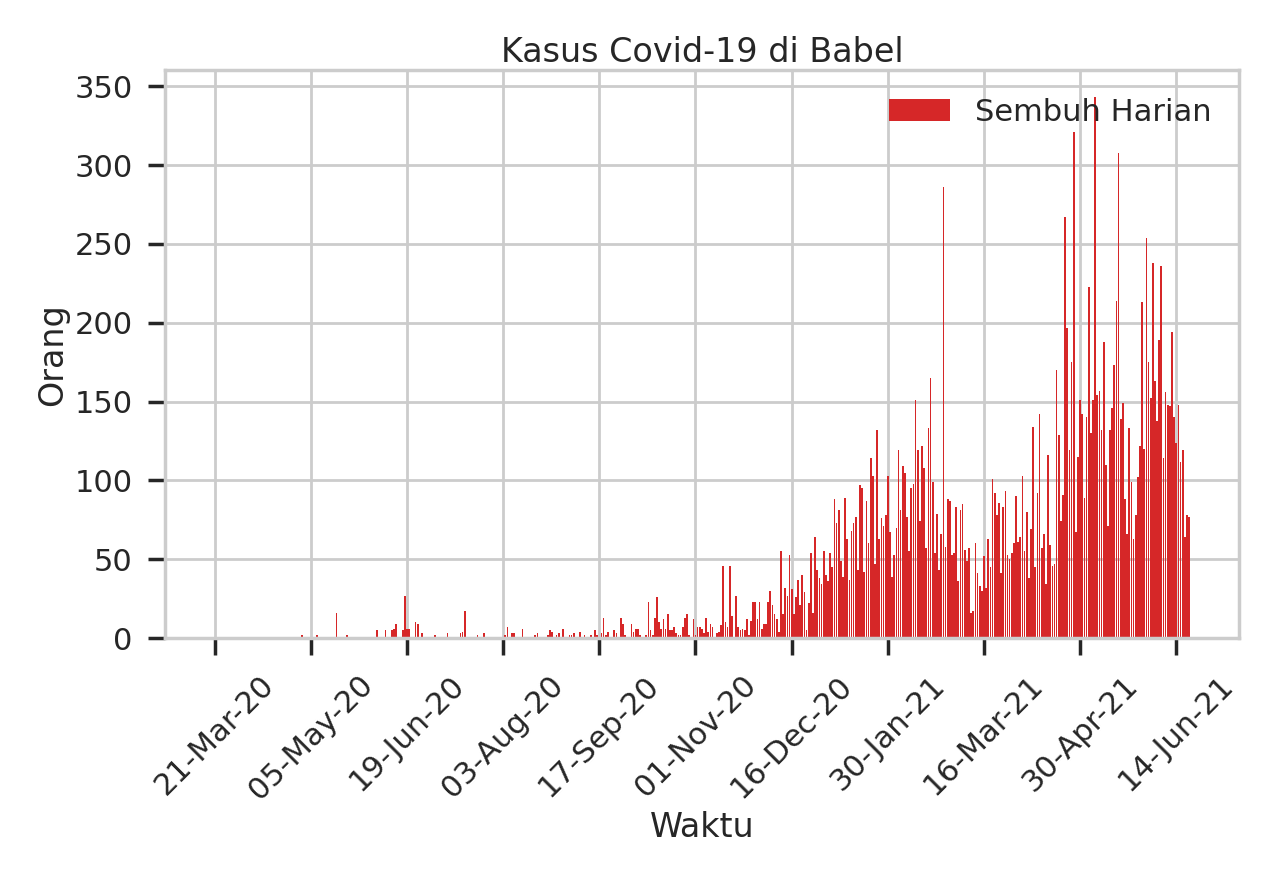 Kasus Covid-19 di Babel
Sembuh Harian
Orang
350
300
250
200
150
100
50
0
21-Mar-20
05-May-20
19-Jun-20
03-Aug-20
17-Sep-20
01-Nov-20
16-Dec-20
30-Jan-21
16-Mar-21
30-Apr-21
14-Jun-21
Waktu